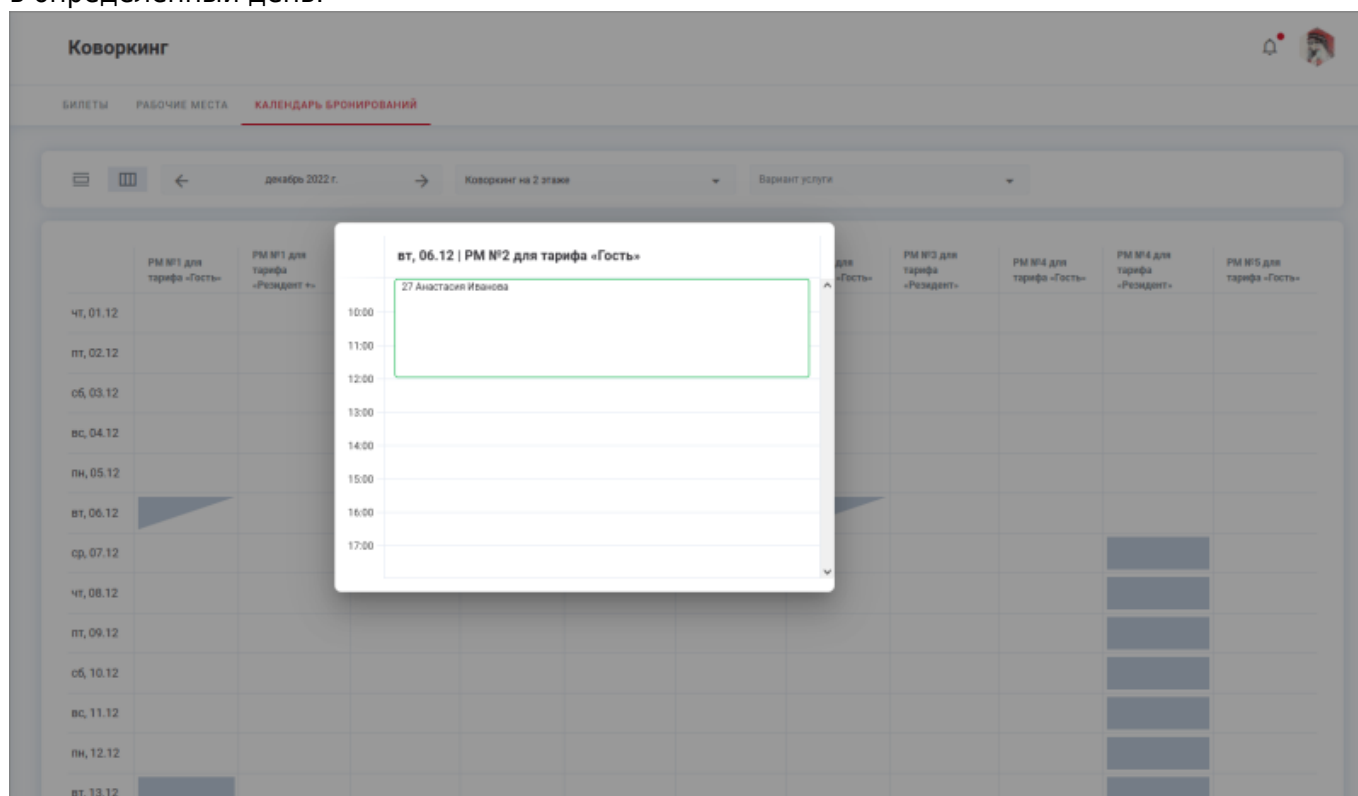 в определенный день.
Коворкинг
БИЛЕТЫ РАБОЧИЕ МЕСТА КАЛЕНДАРЬ БРОНИРОВАНИЙ
декабрь 2022 г. Коворкинг на 2 этаже Вариант услуги
РМ №1 для тарифа «Гость»
РМ №1 для тарифа «Резидент +»
вт, 06.12 | РМ №2 для тарифа «Гость»
для «Гость»
РМ №3 для тарифа «Резидент»
РМ №4 для тарифа «Гость»
РМ №4 для тарифа «Резидент»
РМ №5 для тарифа «Гость»
27 Анастасия Иванова
10:00
11:00
12:00
13:00
14:00
15:00
16:00
17:00
чт, 01.12
пт, 02.12
сб, 03.12
вс, 04.12
пн, 05.12
вт, 06.12
ср, 07.12
чт, 08.12
пт, 09.12
сб, 10.12
вс, 11.12
пн, 12.12
вт, 13.12